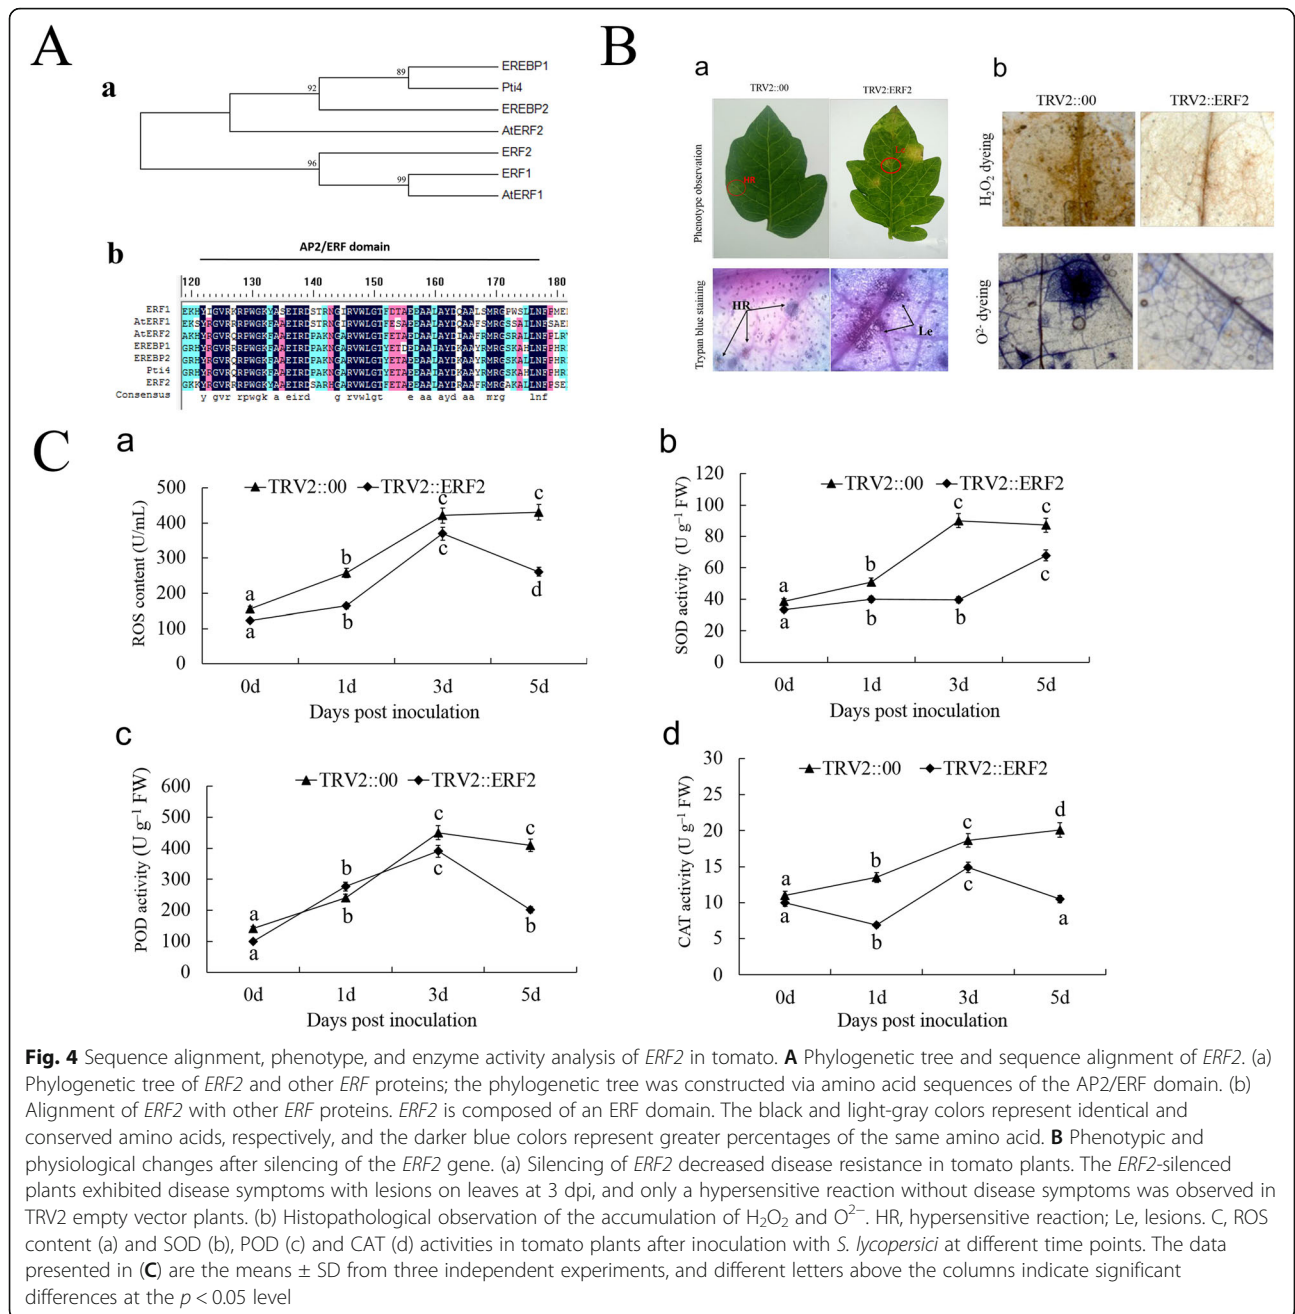 A
a
EREBP1
89
Pti4
92
EREBP2
AtERF2
ERF2
96
ERF1
99
AtERF1
b
AP2/ERF domain
120 130 140 150 160 170 180
ERF1
AtERF1
AtERF2
EREBP1
EREBP2
Pti4
ERF2
Consensus y gvr rpwgk a eird g rvwlgt e aa ayd aa mrg lnf
B
a
TRV2::00 TRV2:ERF2
Phenotype observation
HR
Trypan blue staining
HR
Le
b
TRV2::00 TRV2::ERF2
H₂O₂ dyeing
O²⁻ dyeing
C
a
TRV2::00 TRV2::ERF2
ROS content (U/mL)
500
400
300
200
100
0
a b c c
a b c d
0d 1d 3d 5d
Days post inoculation
b
TRV2::00 TRV2::ERF2
SOD activity (U g⁻¹ FW)
120
100
80
60
40
20
0
a b c c
a b b c
0d 1d 3d 5d
Days post inoculation
c
TRV2::00 TRV2::ERF2
POD activity (U g⁻¹ FW)
600
500
400
300
200
100
0
a b c c
a b c b
0d 1d 3d 5d
Days post inoculation
d
TRV2::00 TRV2::ERF2
CAT activity (U g⁻¹ FW)
30
25
20
15
10
5
0
a b c d
a b c a
0d 1d 3d 5d
Days post inoculation
Fig. 4 Sequence alignment, phenotype, and enzyme activity analysis of ERF2 in tomato. A Phylogenetic tree and sequence alignment of ERF2. (a)
Phylogenetic tree of ERF2 and other ERF proteins; the phylogenetic tree was constructed via amino acid sequences of the AP2/ERF domain. (b)
Alignment of ERF2 with other ERF proteins. ERF2 is composed of an ERF domain. The black and light-gray colors represent identical and
conserved amino acids, respectively, and the darker blue colors represent greater percentages of the same amino acid. B Phenotypic and
physiological changes after silencing of the ERF2 gene. (a) Silencing of ERF2 decreased disease resistance in tomato plants. The ERF2-silenced
plants exhibited disease symptoms with lesions on leaves at 3 dpi, and only a hypersensitive reaction without disease symptoms was observed in
TRV2 empty vector plants. (b) Histopathological observation of the accumulation of H₂O₂ and O²⁻. HR, hypersensitive reaction; Le, lesions. C, ROS
content (a) and SOD (b), POD (c) and CAT (d) activities in tomato plants after inoculation with S. lycopersici at different time points. The data
presented in (C) are the means ± SD from three independent experiments, and different letters above the columns indicate significant
differences at the p < 0.05 level